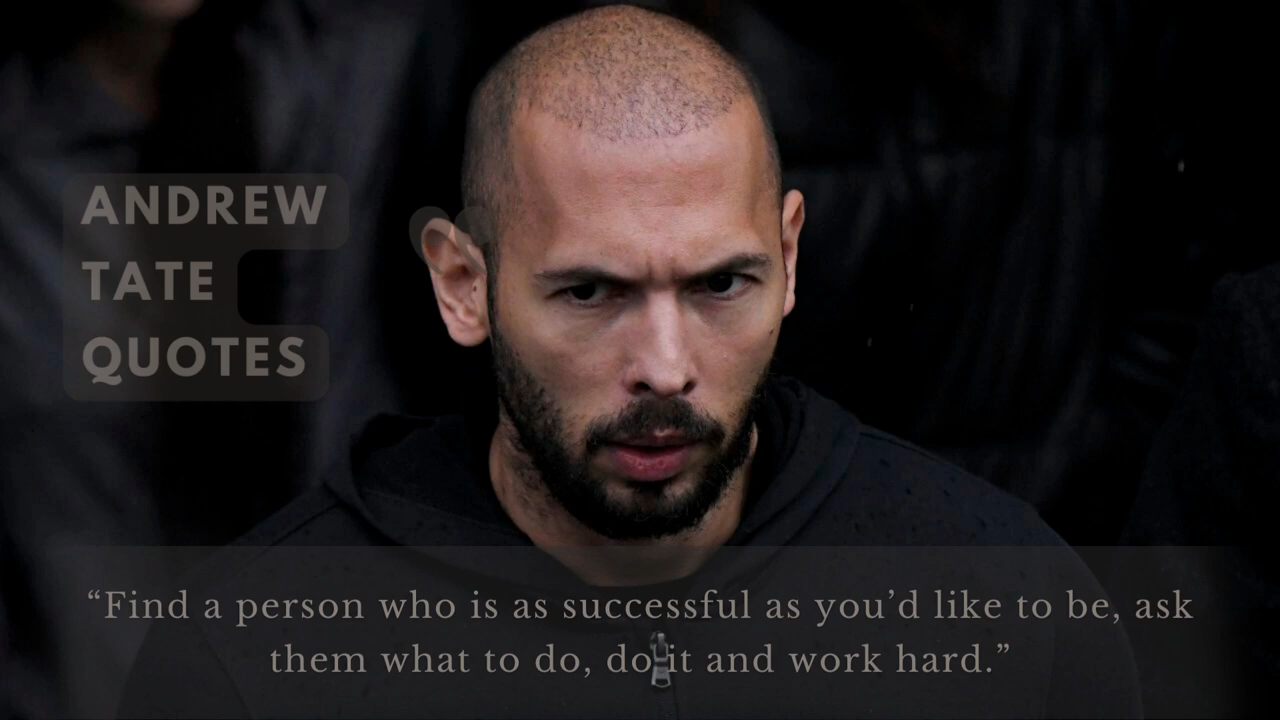 ANDREW
TATE
QUOTES
“Find a person who is as successful as you’d like to be, ask
them what to do, do it and work hard.”